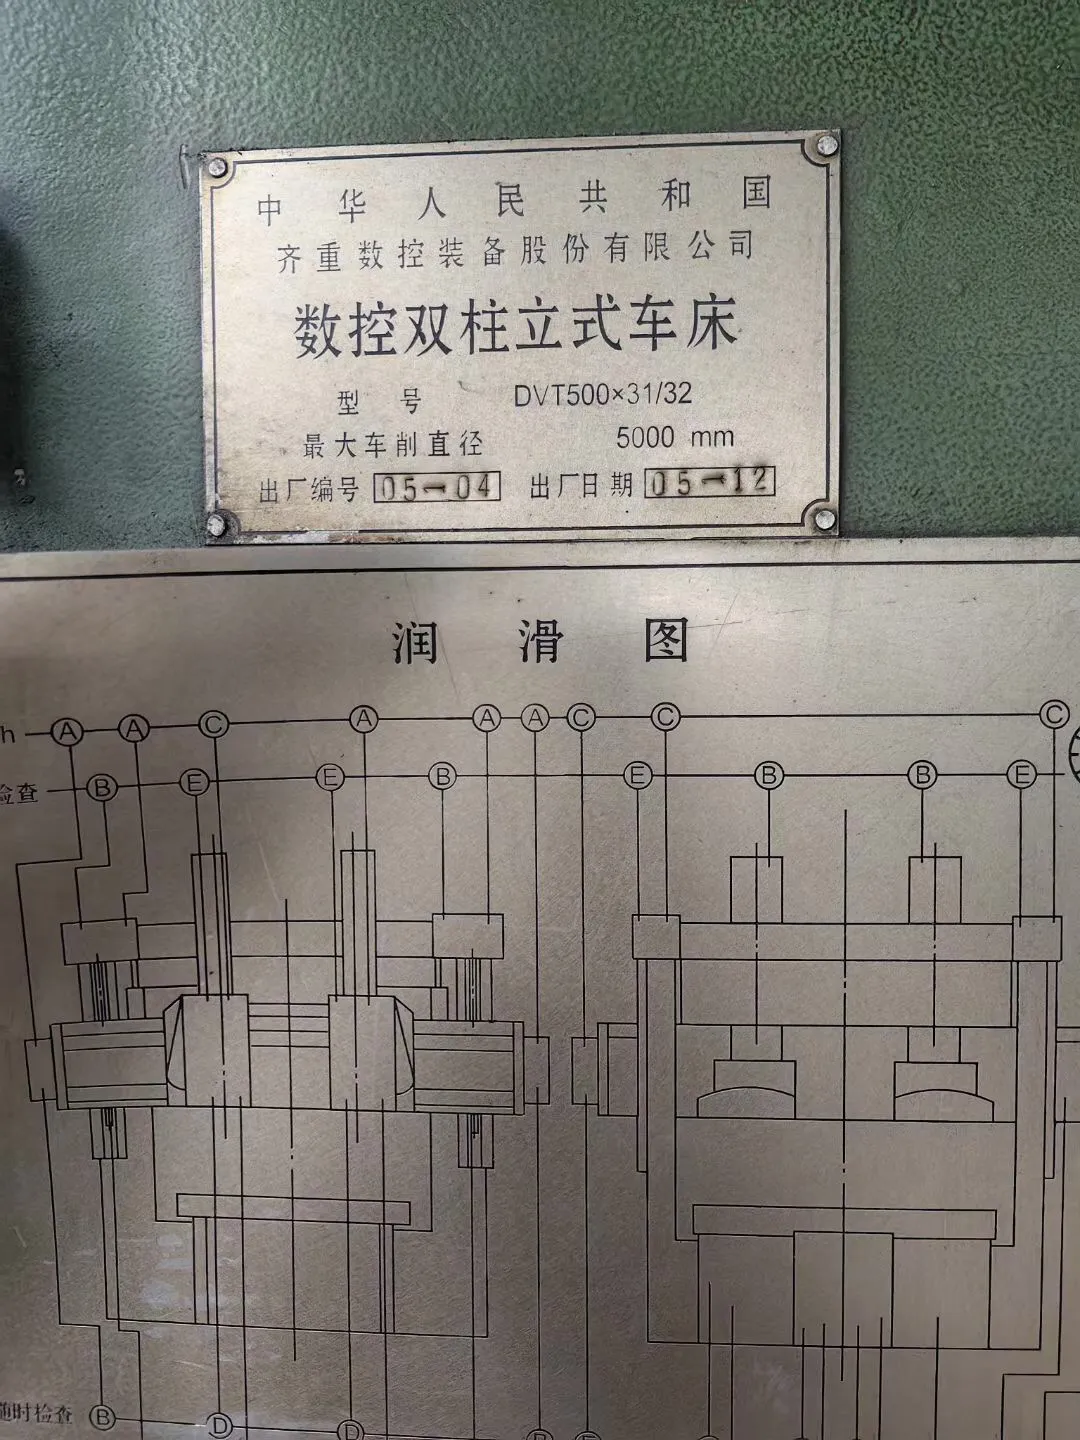 中华人民共和国
齐重数控装备股份有限公司
数控双柱立式车床
型号 DVT500×31/32
最大车削直径 5000 mm
出厂编号 05-04 出厂日期 05-12
润滑图
h A A C A A A C C C
检查 B E E B E B B E
随时检查 B D D B E